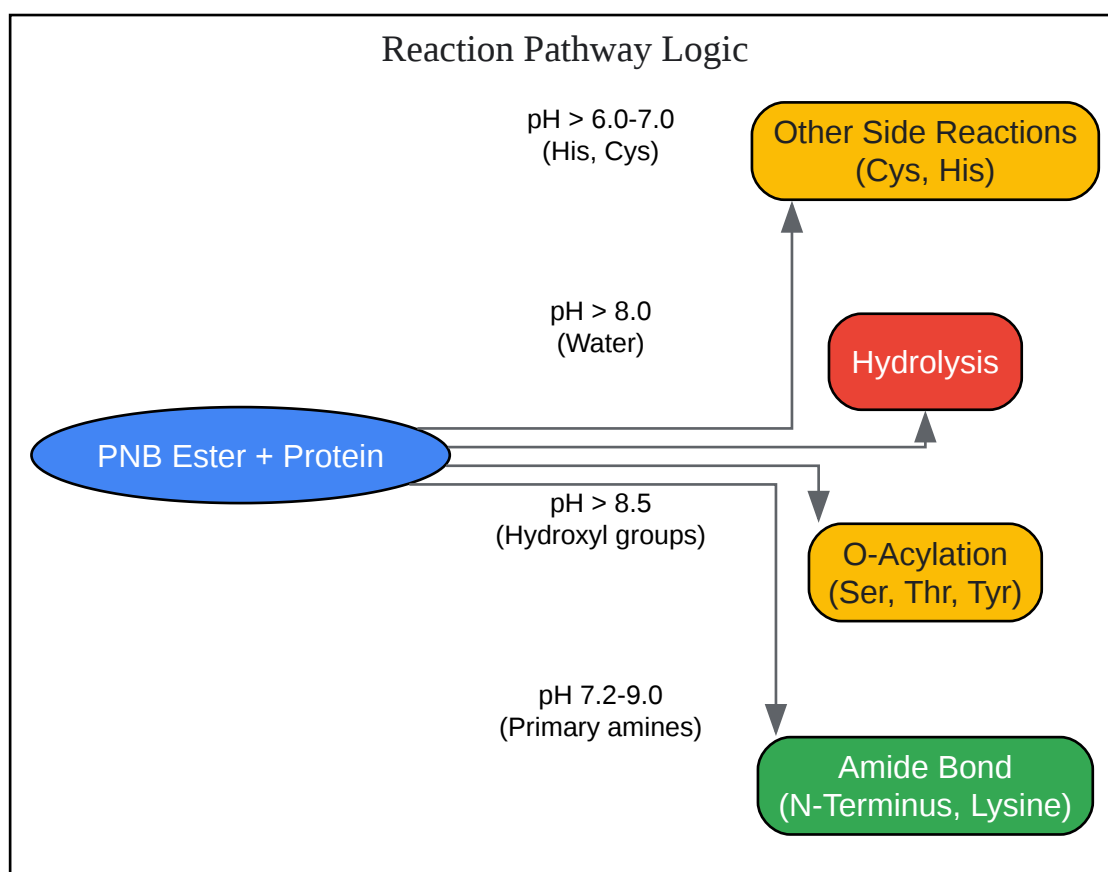 Reaction Pathway Logic
pH > 6.0-7.0
(His, Cys)
Other Side Reactions
(Cys, His)
pH > 8.0
(Water)
Hydrolysis
PNB Ester + Protein
pH > 8.5
(Hydroxyl groups)
O-Acylation
(Ser, Thr, Tyr)
pH 7.2-9.0
(Primary amines)
Amide Bond
(N-Terminus, Lysine)